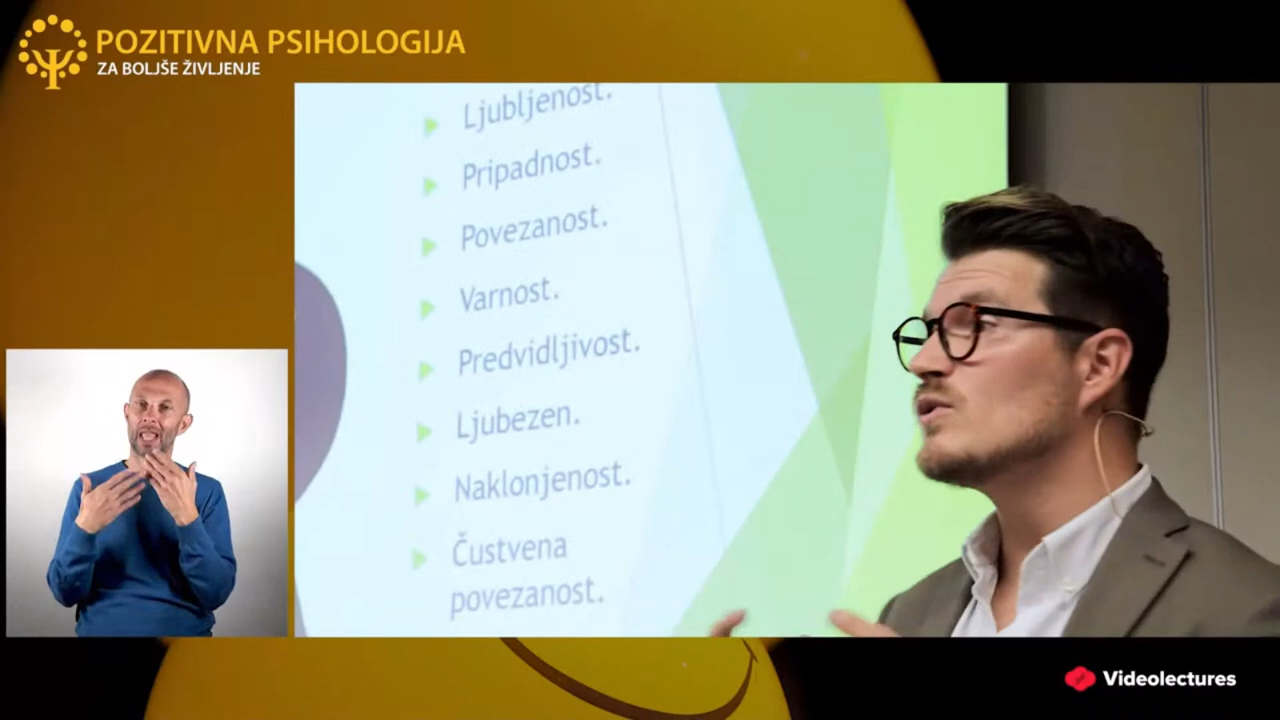 POZITIVNA PSIHOLOGIJA
ZA BOLJŠE ŽIVLJENJE
Ljubljenost.
Pripadnost.
Povezanost.
Varnost.
Predvidljivost.
Ljubezen.
Naklonjenost.
Čustvena
povezanost.
Videolectures